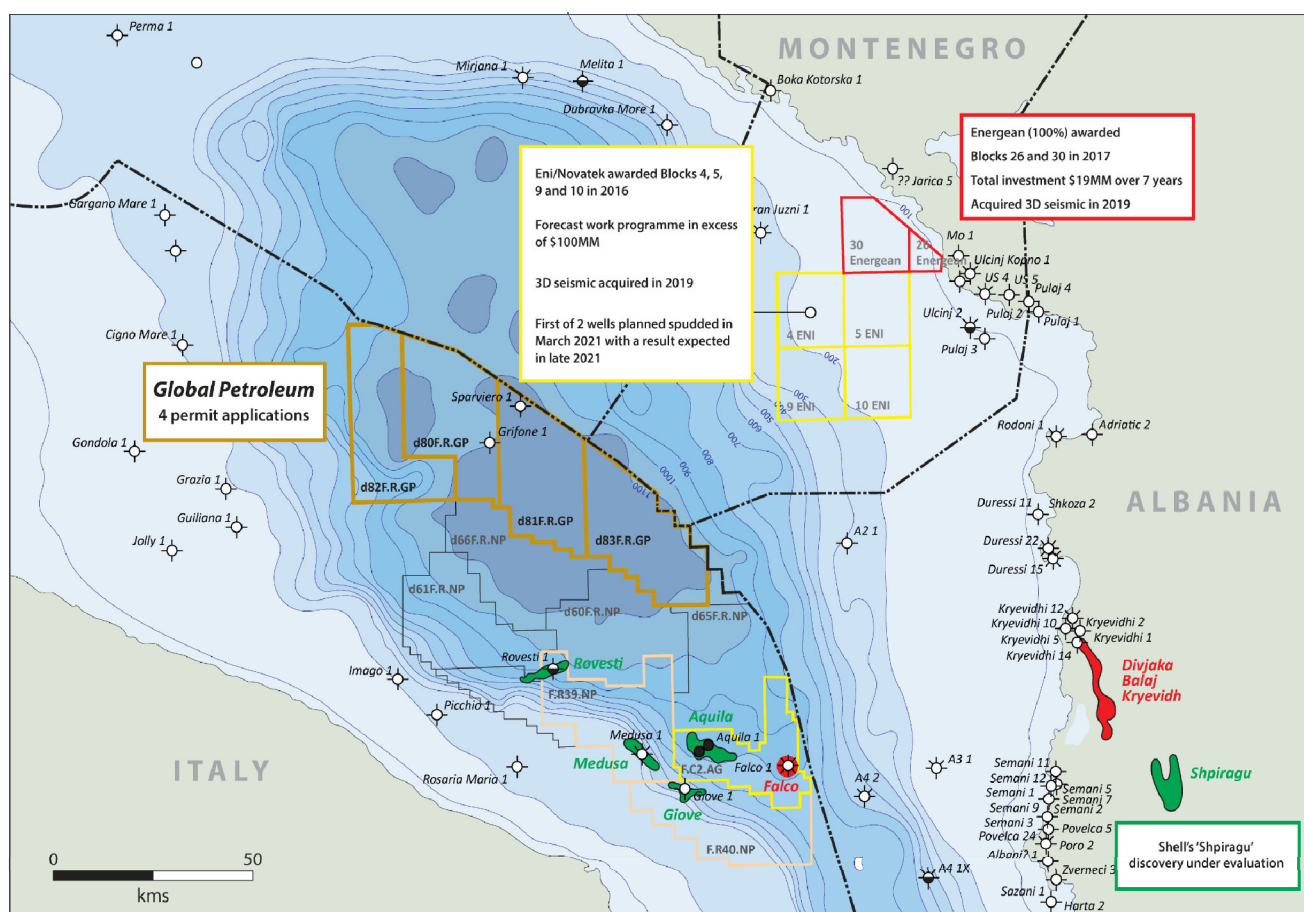 Perma 1
MONTENEGRO
Mirjana 1
Melita 1
Boka Kotorska 1
Dubravka More 1
Energean (100%) awarded
Blocks 26 and 30 in 2017
Total investment $19MM over 7 years
Acquired 3D seismic in 2019
Eni/Novatek awarded Blocks 4, 5,
9 and 10 in 2016
Forecast work programme in excess
of $100MM
3D seismic acquired in 2019
First of 2 wells planned spudded in
March 2021 with a result expected
in late 2021
?? Jarica 5
Gargano Mare 1
Juzni 1
100
30
Energean
26
Energean
Mo 1
Ulcinj Kopno 1
US 4
US 5
Pulaj 4
Pulaj 2
Pulaj 1
Ulcinj 2
Pulaj 3
4 ENI
5 ENI
200
9 ENI
10 ENI
500
600
700
800
900
1000
1100
Cigno Mare 1
Global Petroleum
4 permit applications
Sparviero 1
Grifone 1
d80F.R.GP
d82F.R.GP
d81F.R.GP
d83F.R.GP
Gondola 1
Grazia 1
Guiliana 1
Jolly 1
Rodoni 1
Adriatic 2
ALBANIA
Duressi 11
Shkoza 2
A2 1
Duressi 22
Duressi 15
d66F.R.NP
d61F.R.NP
d60F.R.NP
d65F.R.NP
Kryevidhi 12
Kryevidhi 10
Kryevidhi 2
Kryevidhi 5
Kryevidhi 1
Kryevidhi 14
Divjaka
Balaj
Kryevidh
Rovesti 1
Rovesti
Imago 1
F.R39.NP
Picchio 1
Aquila
Medusa 1
Aquila 1
Medusa
F.C2.AG
Falco 1
Falco
Rosaria Maria 1
ITALY
Giove 1
Giove
A3 1
A4 2
Semani 11
Semani 12
Semani 5
Semani 1
Semani 7
Semani 9
Semani 2
Semani 3
Povelca 5
Povelca 24
Poro 2
Albani? 1
Zverneci 3
Sazani 1
Harta 2
Shpiragu
Shell's 'Shpiragu'
discovery under evaluation
F.R40.NP
A4 1X
0
50
kms